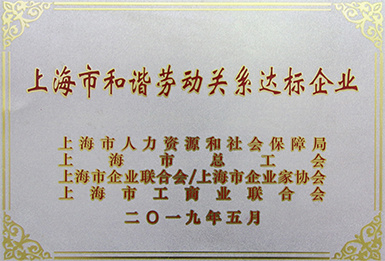 上海市和谐劳动关系达标企业
上海市人力资源和社会保障局
上海市总工会
上海市企业联合会/上海市企业家协会
上海市工商业联合会
二〇一九年五月